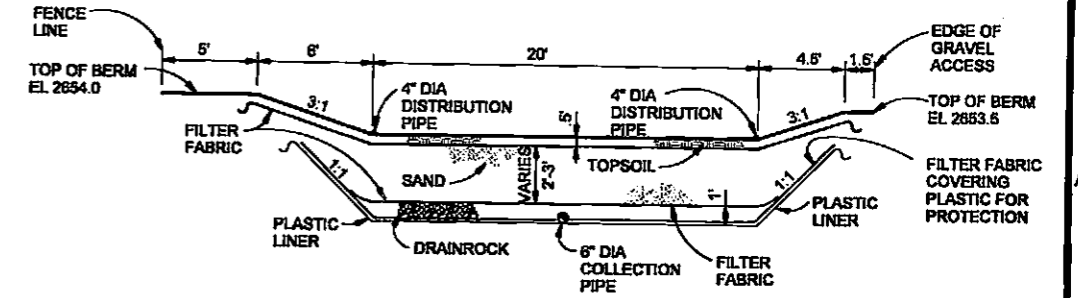 FENCE
LINE
5'
6'
20'
4.5'
1.5'
EDGE OF
GRAVEL
ACCESS
TOP OF BERM
EL 2654.0
3:1
4" DIA
DISTRIBUTION
PIPE
.5'
4" DIA
DISTRIBUTION
PIPE
3:1
TOP OF BERM
EL 2653.5
FILTER
FABRIC
SAND
VARIES
2'-3'
TOPSOIL
FILTER FABRIC
COVERING
PLASTIC FOR
PROTECTION
1:1
1'
1:1
PLASTIC
LINER
PLASTIC
LINER
DRAINROCK
6" DIA
COLLECTION
PIPE
FILTER
FABRIC